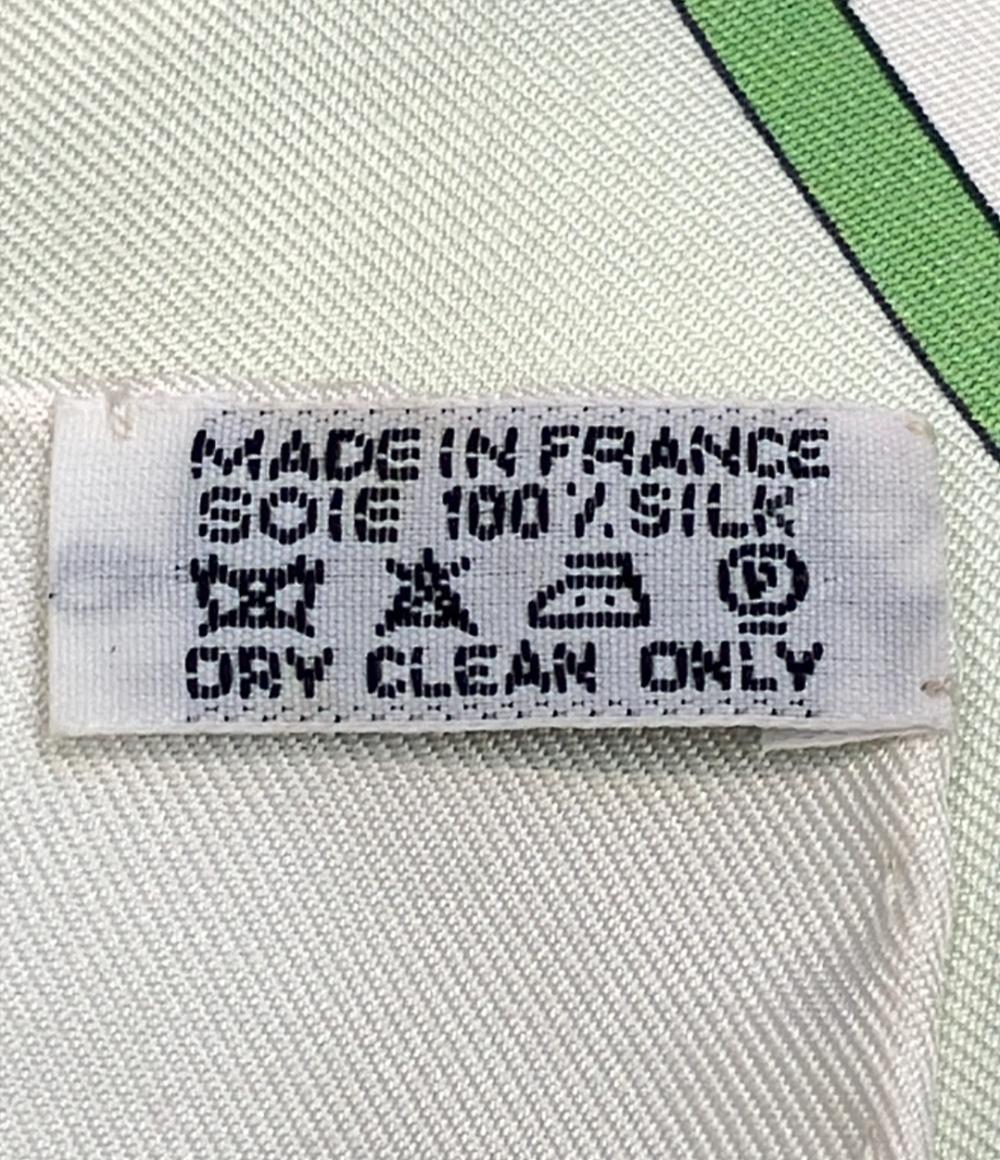 MADE IN FRANCE
SOIE 100% SILK
P
DRY CLEAN ONLY